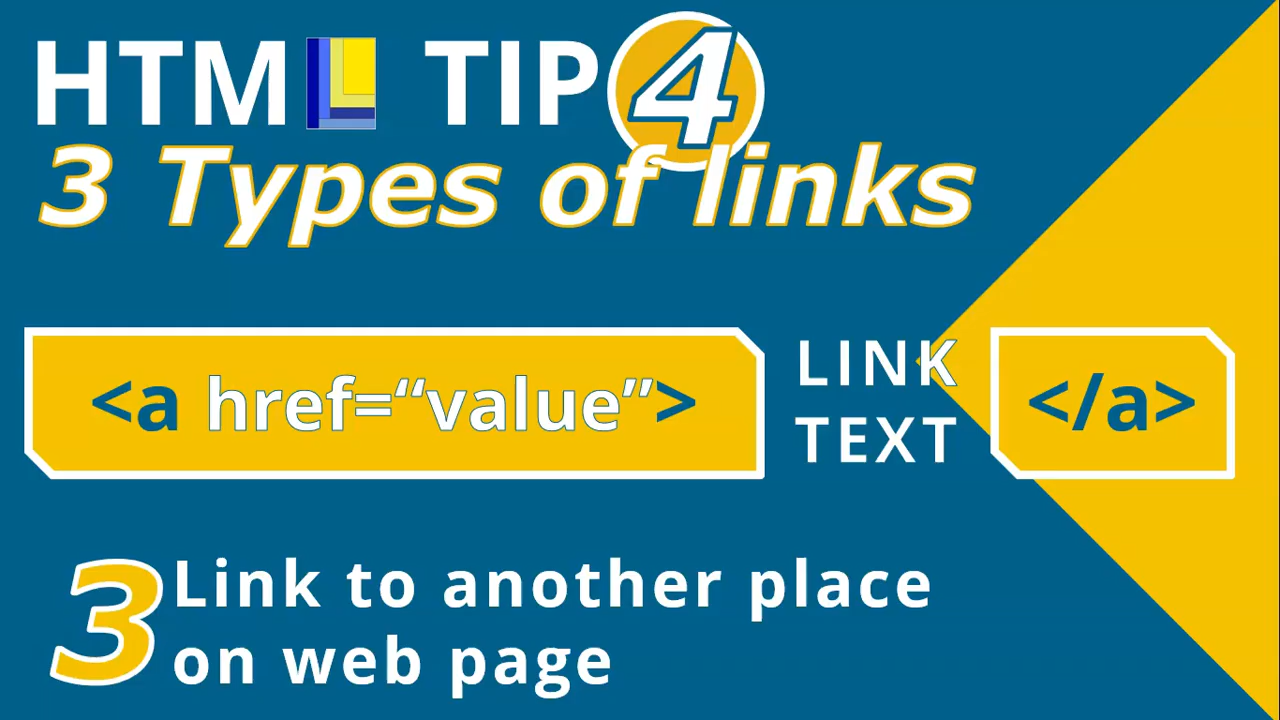 HTML TIP 4
3 Types of links
<a href=“value”> LINK TEXT </a>
3 Link to another place
on web page